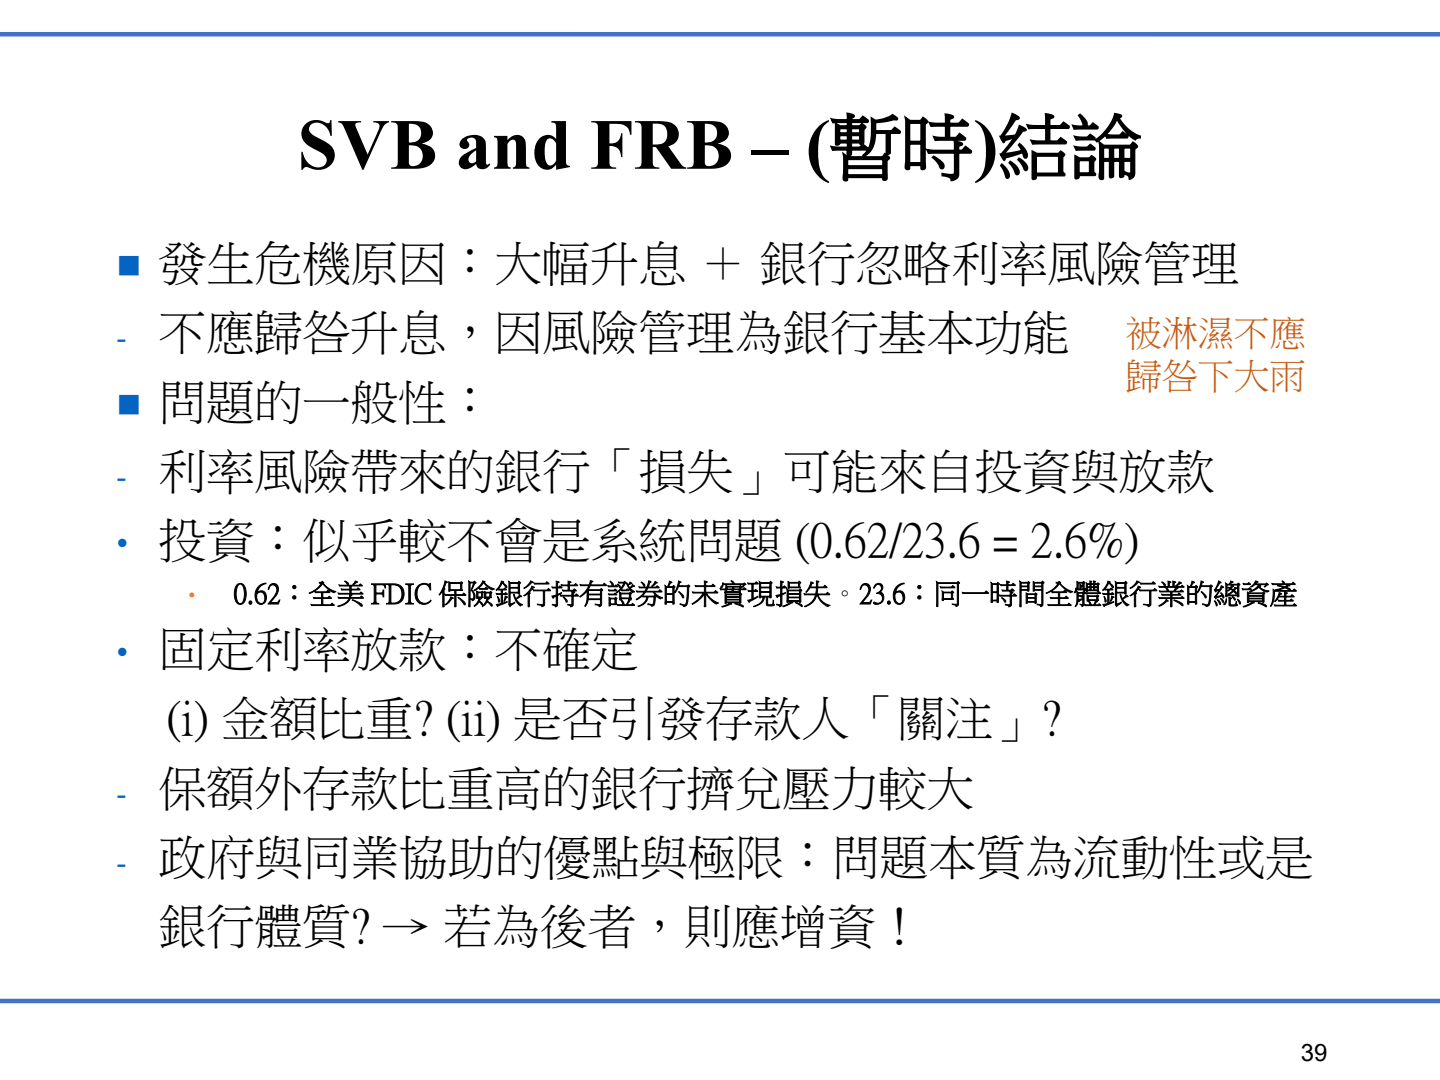 SVB and FRB – (暫時)結論
■ 發生危機原因：大幅升息 ＋ 銀行忽略利率風險管理
- 不應歸咎升息，因風險管理為銀行基本功能
被淋濕不應
歸咎下大雨
■ 問題的一般性：
- 利率風險帶來的銀行「損失」可能來自投資與放款
• 投資：似乎較不會是系統問題 (0.62/23.6 = 2.6%)
• 0.62：全美 FDIC 保險銀行持有證券的未實現損失。23.6：同一時間全體銀行業的總資產
• 固定利率放款：不確定
(i) 金額比重? (ii) 是否引發存款人「關注」?
- 保額外存款比重高的銀行擠兌壓力較大
- 政府與同業協助的優點與極限：問題本質為流動性或是
銀行體質? → 若為後者，則應增資！
39